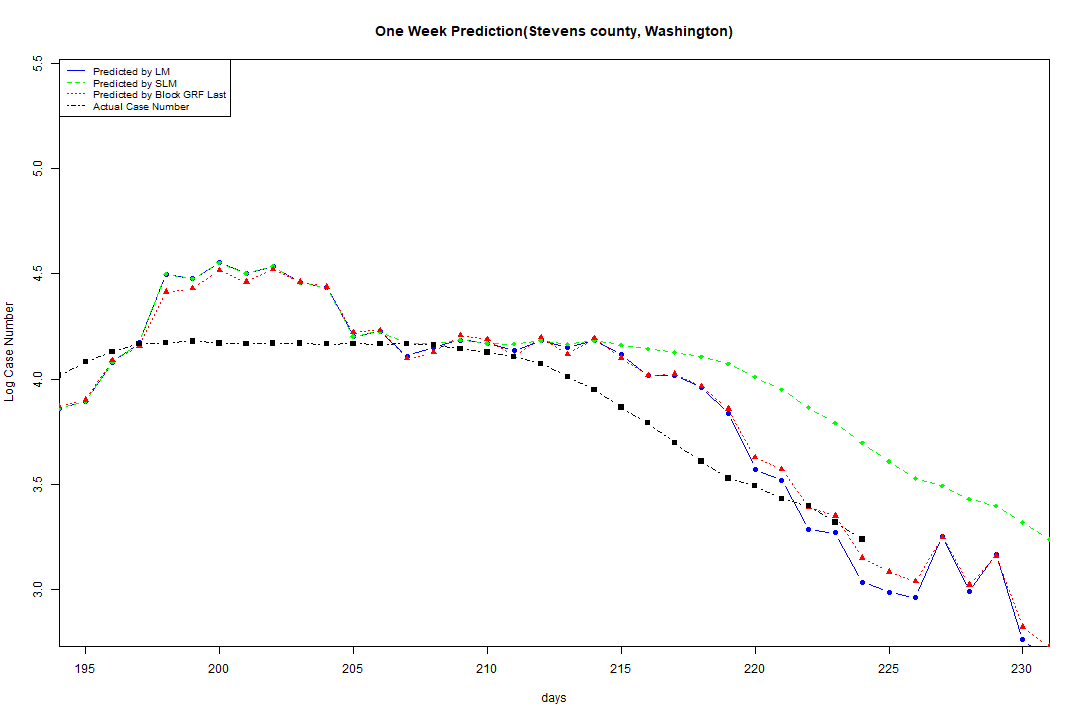 One Week Prediction(Stevens county, Washington)
Predicted by LM
Predicted by SLM
Predicted by Block GRF Last
Actual Case Number
5.5
5.0
4.5
4.0
3.5
3.0
Log Case Number
195 200 205 210 215 220 225 230
days